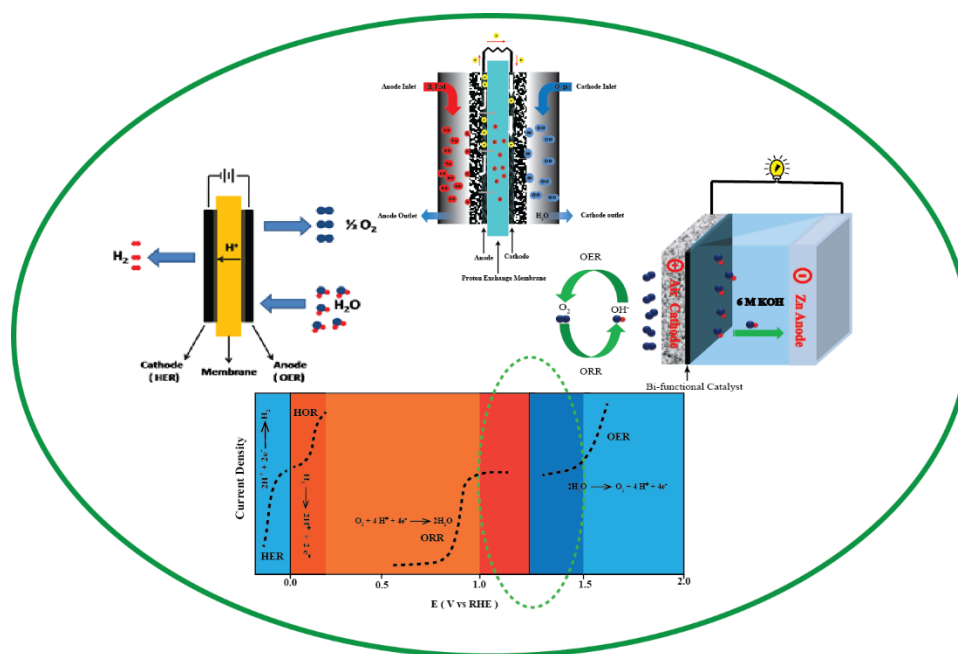 e
e
e
Anode Inlet
Cathode Inlet
Anode Outlet
H₂O
Cathode outlet
Anode
Cathode
Proton Exchange Membrane
H₂
H⁺
½ O₂
H₂O
Cathode
( HER)
Membrane
Anode
(OER)
OER
O₂
OH⁻
ORR
+
Air Cathode
6 M KOH
−
Zn Anode
Bi-functional Catalyst
Current Density
2H⁺ + 2e⁻ → H₂
HER
HOR
H₂ → 2H⁺ + 2 e⁻
O₂ + 4 H⁺ + 4e⁻ → 2H₂O
ORR
OER
2H₂O → O₂ + 4 H⁺ + 4e⁻
0.0
0.5
1.0
1.5
2.0
E ( V vs RHE )